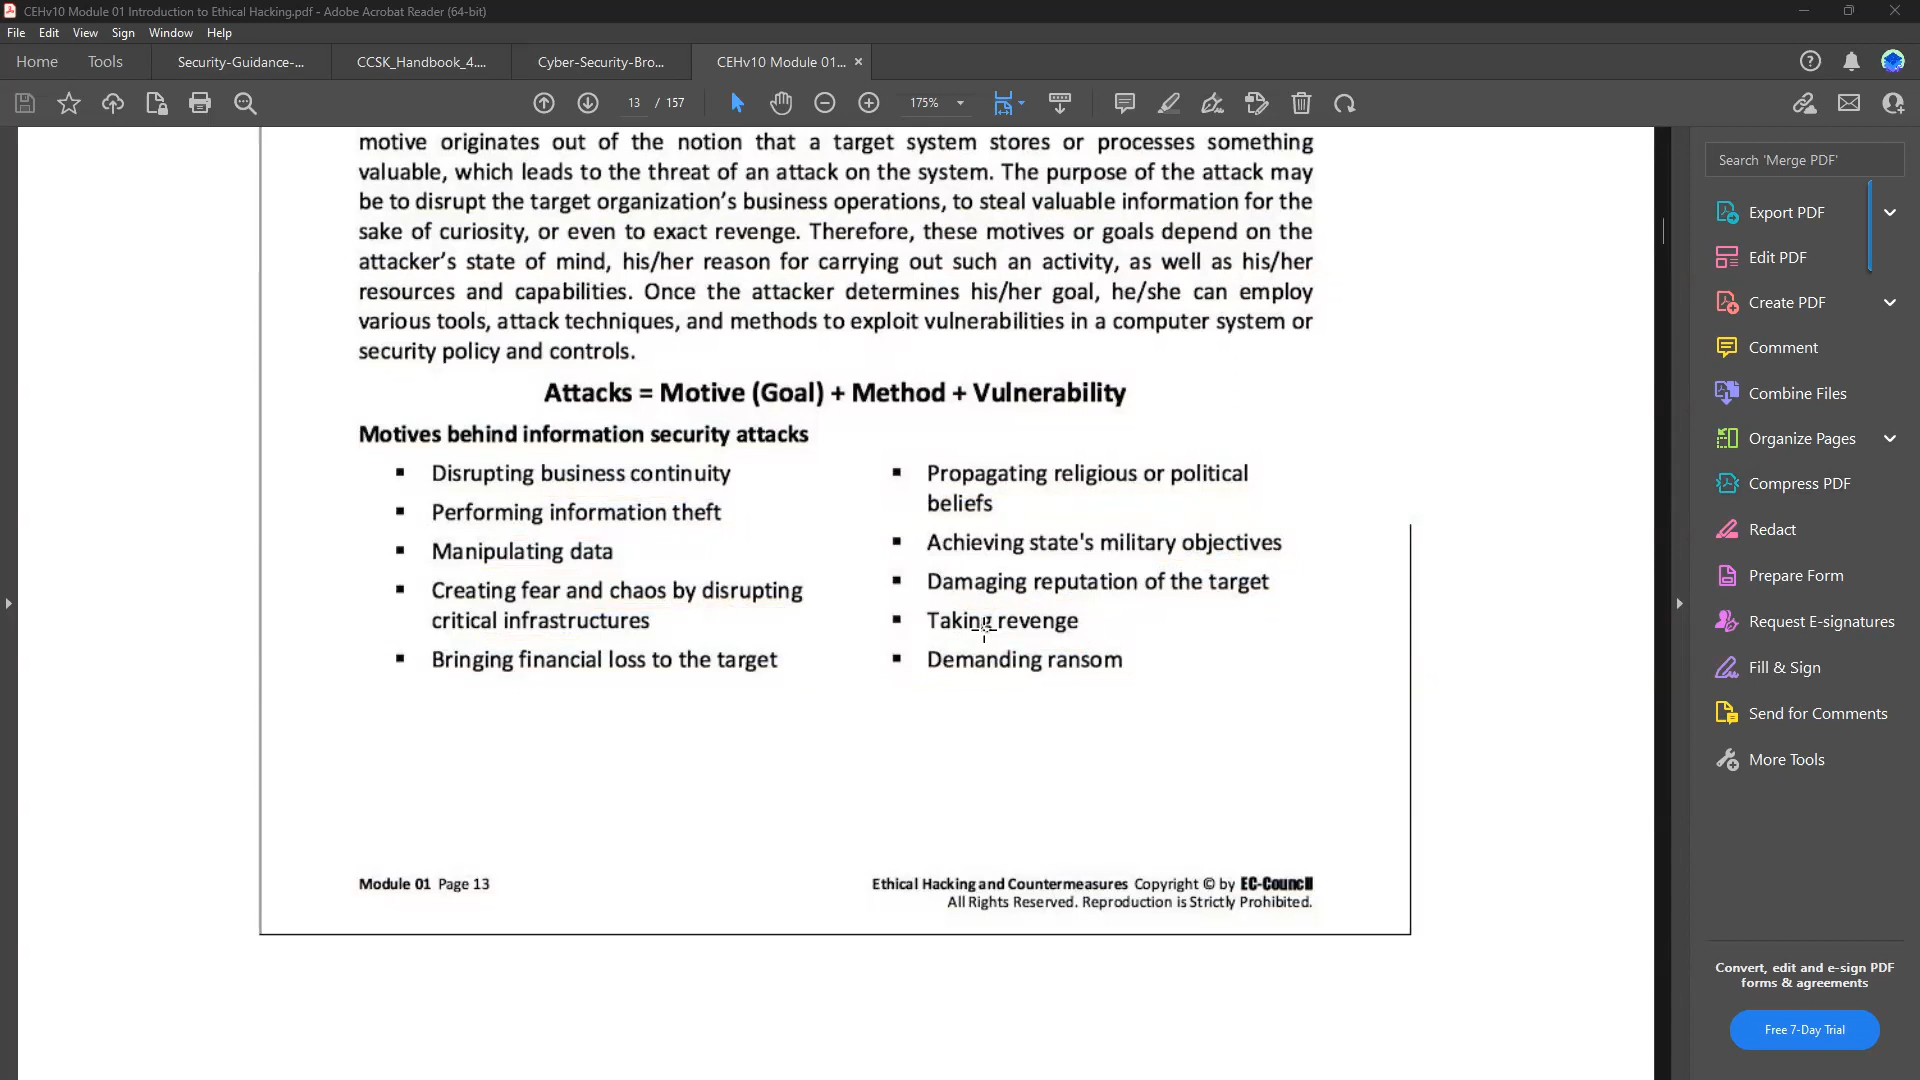 CEHv10 Module 01 Introduction to Ethical Hacking.pdf - Adobe Acrobat Reader (64-bit)
File Edit View Sign Window Help
Home Tools Security-Guidance-... CCSK_Handbook_4.... Cyber-Security-Bro... CEHv10 Module 01... ×
13 / 157 175%
motive originates out of the notion that a target system stores or processes something
valuable, which leads to the threat of an attack on the system. The purpose of the attack may
be to disrupt the target organization's business operations, to steal valuable information for the
sake of curiosity, or even to exact revenge. Therefore, these motives or goals depend on the
attacker's state of mind, his/her reason for carrying out such an activity, as well as his/her
resources and capabilities. Once the attacker determines his/her goal, he/she can employ
various tools, attack techniques, and methods to exploit vulnerabilities in a computer system or
security policy and controls.
Attacks = Motive (Goal) + Method + Vulnerability
Motives behind information security attacks
▪ Disrupting business continuity
▪ Performing information theft
▪ Manipulating data
▪ Creating fear and chaos by disrupting
critical infrastructures
▪ Bringing financial loss to the target
▪ Propagating religious or political
beliefs
▪ Achieving state's military objectives
▪ Damaging reputation of the target
▪ Taking revenge
▪ Demanding ransom
Module 01 Page 13
Ethical Hacking and Countermeasures Copyright © by EC-Council
All Rights Reserved. Reproduction is Strictly Prohibited.
Search 'Merge PDF'
Export PDF
Edit PDF
Create PDF
Comment
Combine Files
Organize Pages
Compress PDF
Redact
Prepare Form
Request E-signatures
Fill & Sign
Send for Comments
More Tools
Convert, edit and e-sign PDF
forms & agreements
Free 7-Day Trial